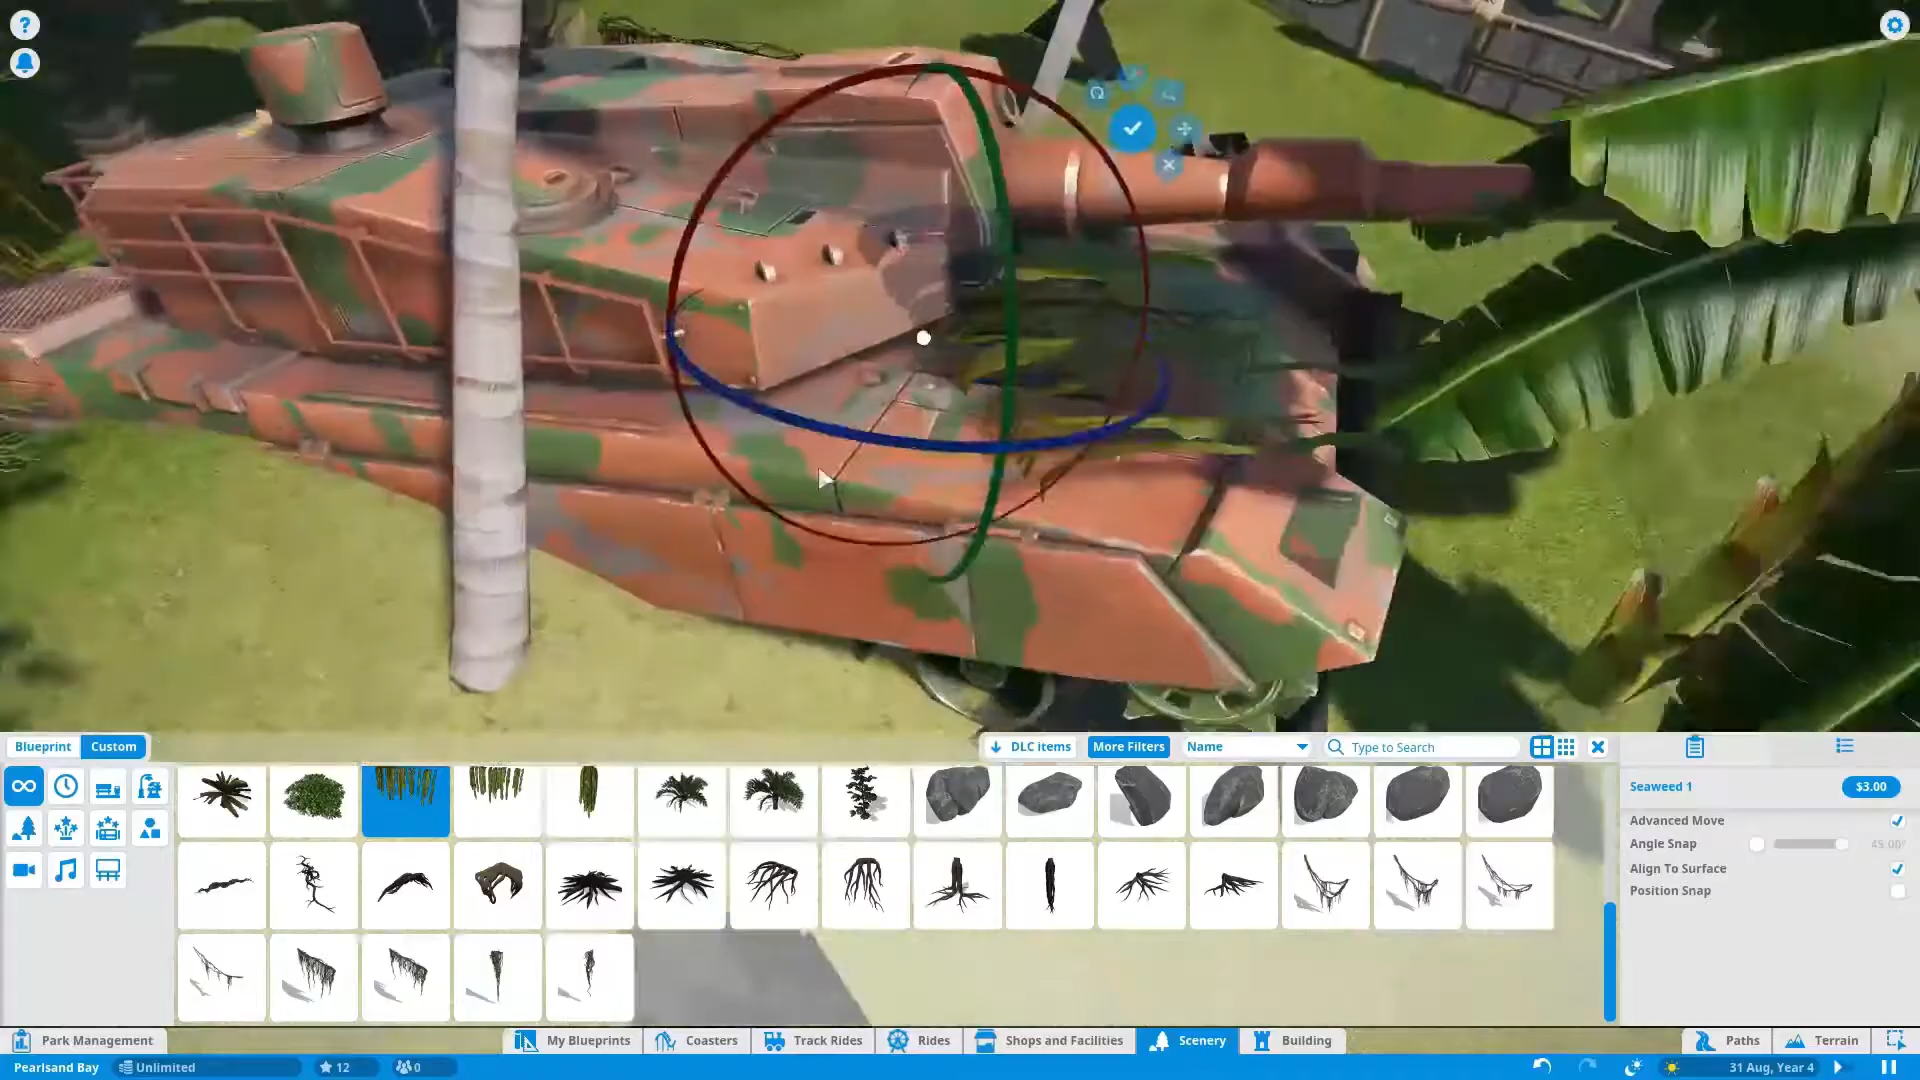 ?
Blueprint
Custom
DLC items
More Filters
Name
Type to Search
Seaweed 1
$3.00
Advanced Move
Angle Snap
45.00°
Align To Surface
Position Snap
Park Management
My Blueprints
Coasters
Track Rides
Rides
Shops and Facilities
Scenery
Building
Paths
Terrain
Pearlsand Bay
Unlimited
12
0
31 Aug, Year 4